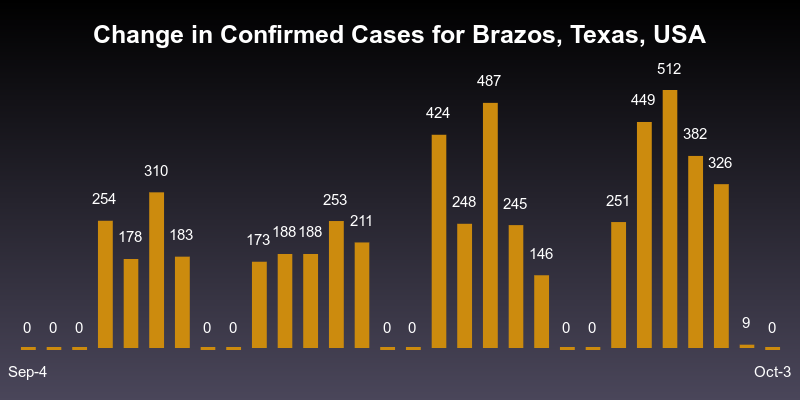 Change in Confirmed Cases for Brazos, Texas, USA
0 0 0 254 178 310 183 0 0 173 188 188 253 211 0 0 424 248 487 245 146 0 0 251 449 512 382 326 9 0
Sep-4 Oct-3